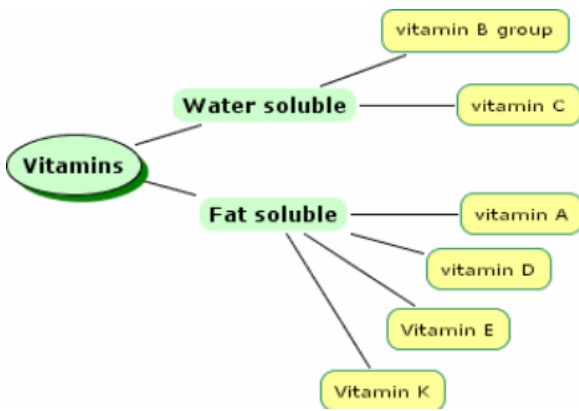 vitamin B group
Water soluble
vitamin C
Vitamins
Fat soluble
vitamin A
vitamin D
Vitamin E
Vitamin K